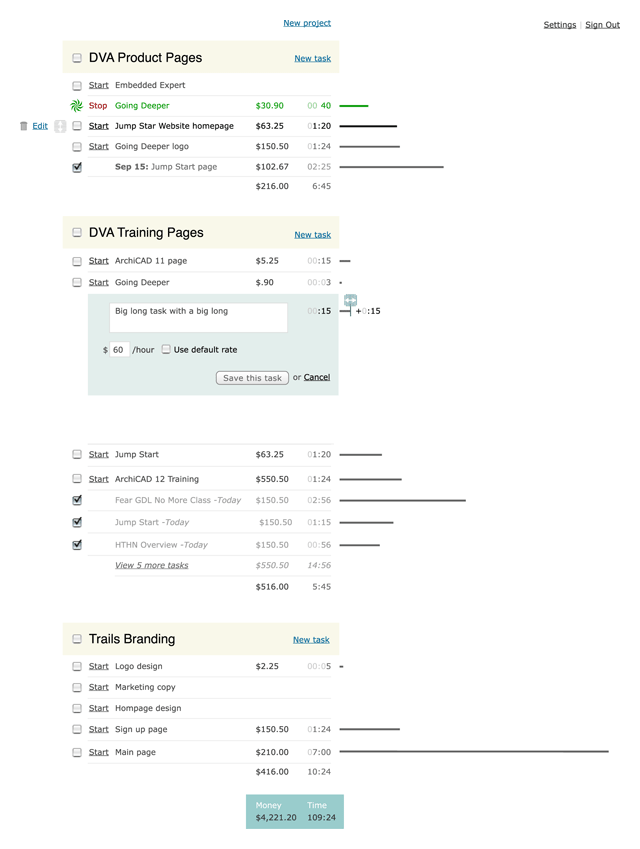 New project
Settings | Sign Out
DVA Product Pages New task
Start Embedded Expert
Stop Going Deeper $30.90 00 40
Edit Start Jump Star Website homepage $63.25 01:20
Start Going Deeper logo $150.50 01:24
Sep 15: Jump Start page $102.67 02:25
$216.00 6:45
DVA Training Pages New task
Start ArchiCAD 11 page $5.25 00:15
Start Going Deeper $.90 00:03
Big long task with a big long 00:15 +0:15
$ 60 /hour Use default rate
Save this task or Cancel
Start Jump Start $63.25 01:20
Start ArchiCAD 12 Training $550.50 01:24
Fear GDL No More Class -Today $150.50 02:56
Jump Start -Today $150.50 01:15
HTHN Overview -Today $150.50 00:56
View 5 more tasks $550.50 14:56
$516.00 5:45
Trails Branding New task
Start Logo design $2.25 00:05
Start Marketing copy
Start Hompage design
Start Sign up page $150.50 01:24
Start Main page $210.00 07:00
$416.00 10:24
Money Time
$4,221.20 109:24